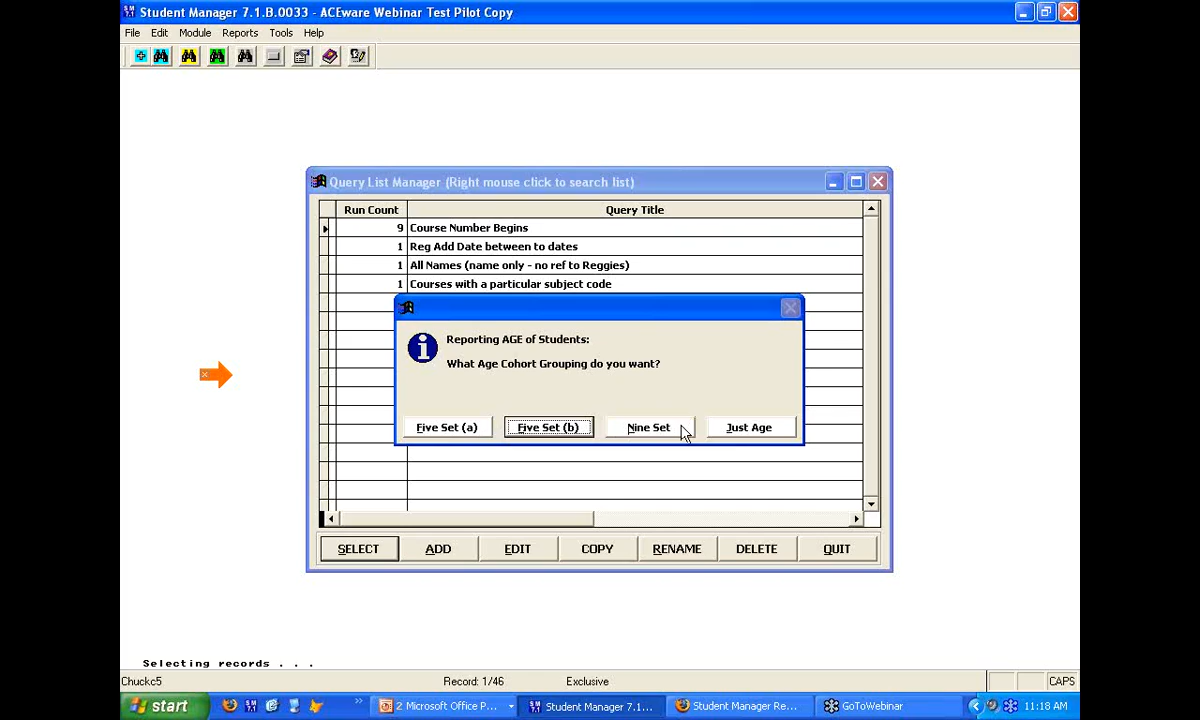 Student Manager 7.1.B.0033 - ACEware Webinar Test Pilot Copy
File Edit Module Reports Tools Help
Query List Manager (Right mouse click to search list)
Run Count Query Title
9 Course Number Begins
1 Reg Add Date between to dates
1 All Names (name only - no ref to Reggies)
1 Courses with a particular subject code
Reporting AGE of Students:
What Age Cohort Grouping do you want?
Five Set (a) Five Set (b) Nine Set Just Age
SELECT ADD EDIT COPY RENAME DELETE QUIT
Selecting records . . .
Chuckc5 Record: 1/46 Exclusive CAPS
start 2 Microsoft Office P... Student Manager 7.1... Student Manager Re... GoToWebinar 11:18 AM